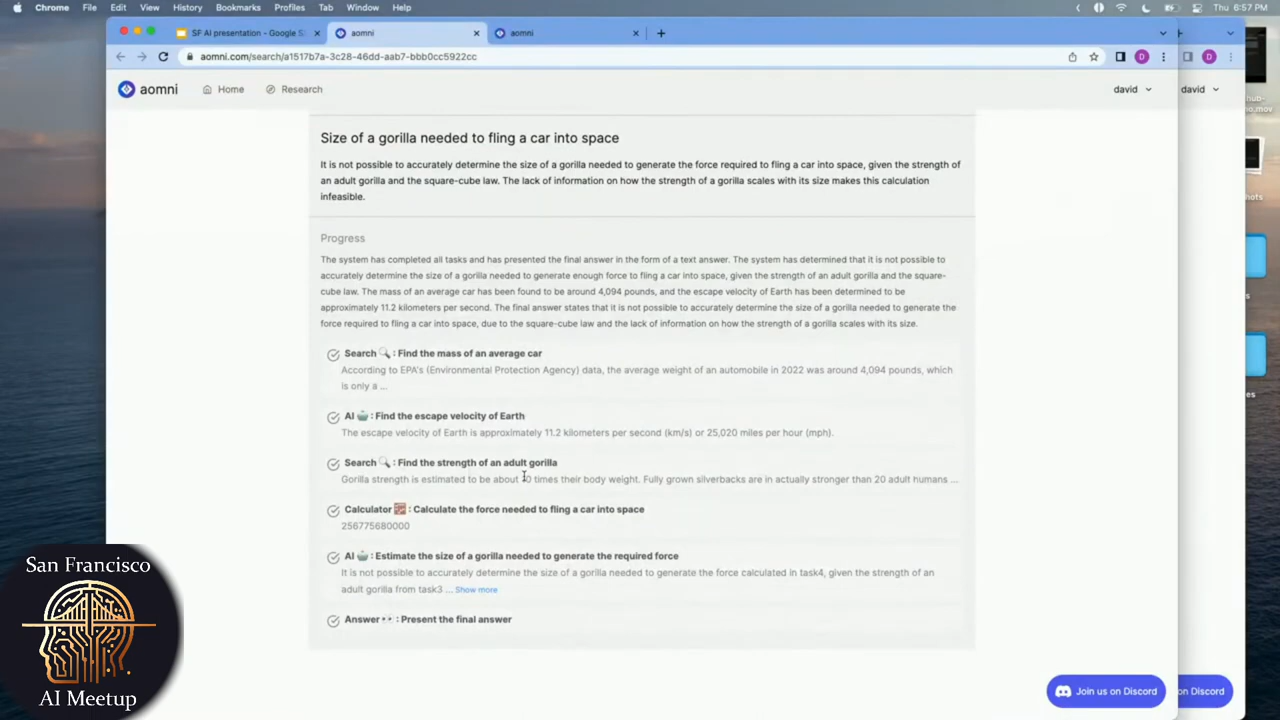 Chrome File Edit View History Bookmarks Profiles Tab Window Help Thu 6:57 PM
SF AI presentation - Google S aomni aomni
aomni.com/search/a1517b7a-3c28-46dd-aab7-bbb0cc5922cc D D
aomni Home Research david david
Size of a gorilla needed to fling a car into space
It is not possible to accurately determine the size of a gorilla needed to generate the force required to fling a car into space, given the strength of
an adult gorilla and the square-cube law. The lack of information on how the strength of a gorilla scales with its size makes this calculation
infeasible.
Progress
The system has completed all tasks and has presented the final answer in the form of a text answer. The system has determined that it is not possible to
accurately determine the size of a gorilla needed to generate enough force to fling a car into space, given the strength of an adult gorilla and the square-
cube law. The mass of an average car has been found to be around 4,094 pounds, and the escape velocity of Earth has been determined to be
approximately 11.2 kilometers per second. The final answer states that it is not possible to accurately determine the size of a gorilla needed to generate the
force required to fling a car into space, due to the square-cube law and the lack of information on how the strength of a gorilla scales with its size.
Search 🔍 : Find the mass of an average car
According to EPA's (Environmental Protection Agency) data, the average weight of an automobile in 2022 was around 4,094 pounds, which
is only a ...
AI 🤖 : Find the escape velocity of Earth
The escape velocity of Earth is approximately 11.2 kilometers per second (km/s) or 25,020 miles per hour (mph).
Search 🔍 : Find the strength of an adult gorilla
Gorilla strength is estimated to be about times their body weight. Fully grown silverbacks are in actually stronger than 20 adult humans ...
Calculator 🧮 : Calculate the force needed to fling a car into space
256775680000
AI 🤖 : Estimate the size of a gorilla needed to generate the required force
It is not possible to accurately determine the size of a gorilla needed to generate the force calculated in task4, given the strength of an
adult gorilla from task3 ... Show more
Answer 👀 : Present the final answer
Join us on Discord on Discord
San Francisco
AI Meetup